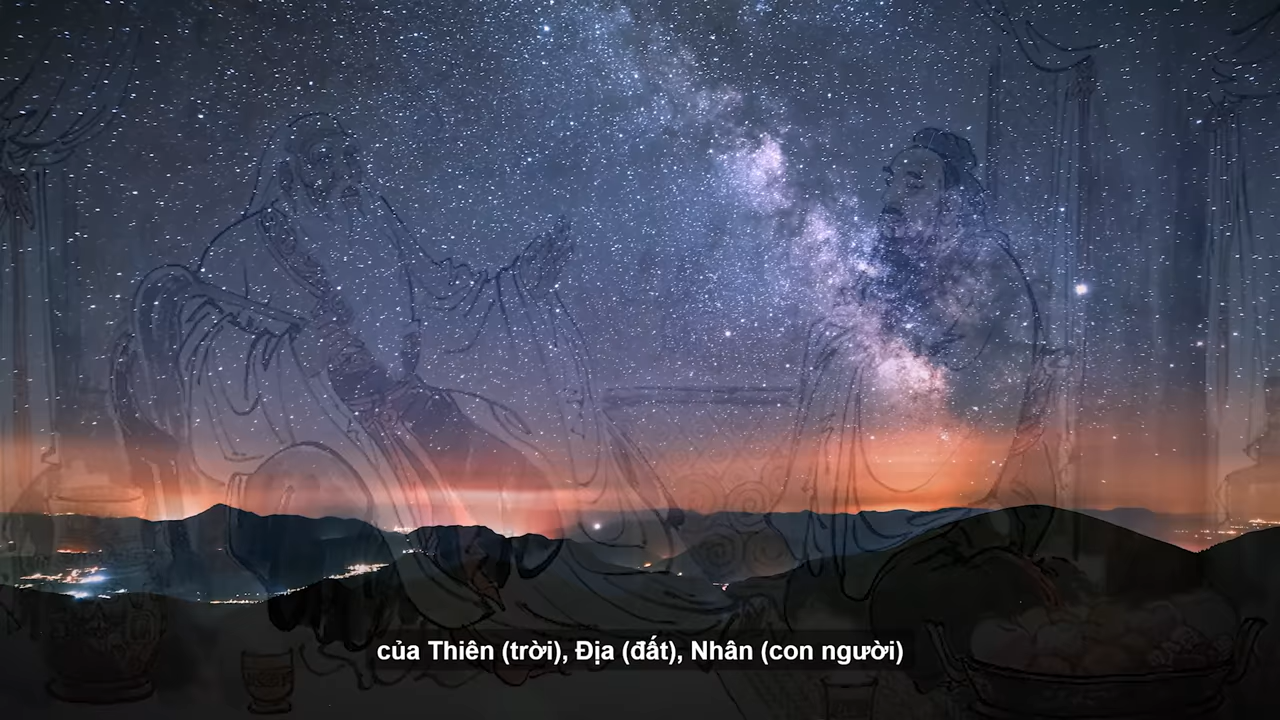 của Thiên (trời), Địa (đất), Nhân (con người)